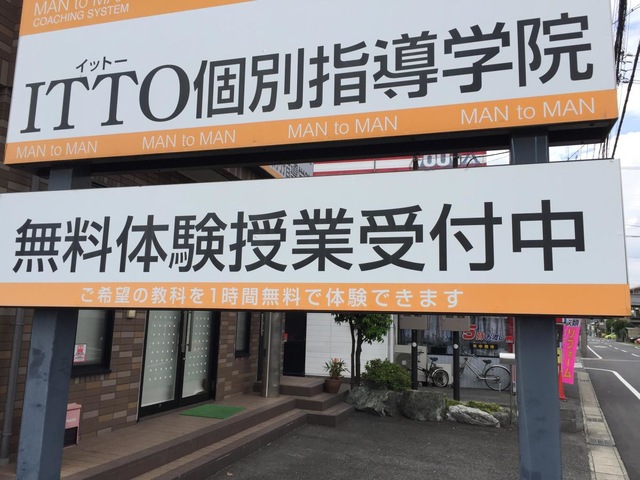 MAN to MAN
COACHING SYSTEM
イットー
ITTO個別指導学院
MAN to MAN MAN to MAN MAN to MAN MAN to MAN
無料体験授業受付中
ご希望の教科を1時間無料で体験できます